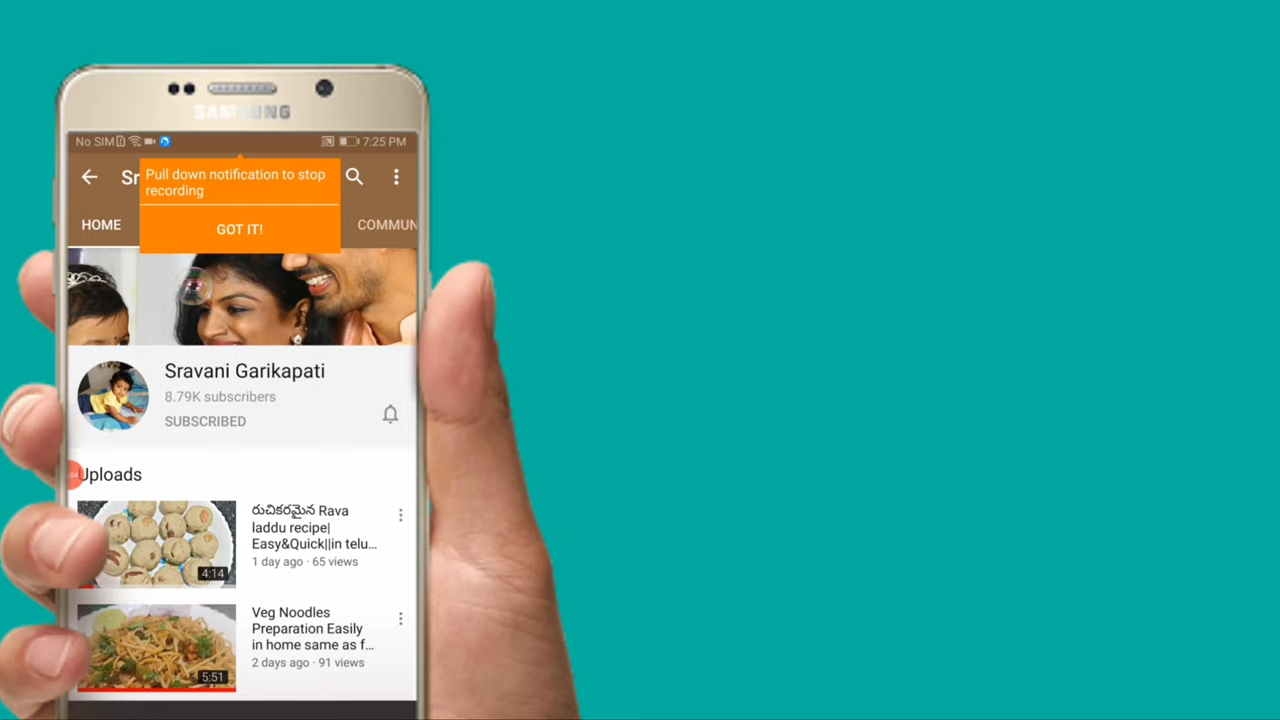 SAMSUNG
No SIM 7:25 PM
Sr
Pull down notification to stop
recording
GOT IT!
HOME COMMUN
Sravani Garikapati
8.79K subscribers
SUBSCRIBED
Uploads
రుచికరమైన Rava
laddu recipe|
Easy&Quick||in telu...
1 day ago · 65 views
4:14
Veg Noodles
Preparation Easily
in home same as f...
2 days ago · 91 views
5:51